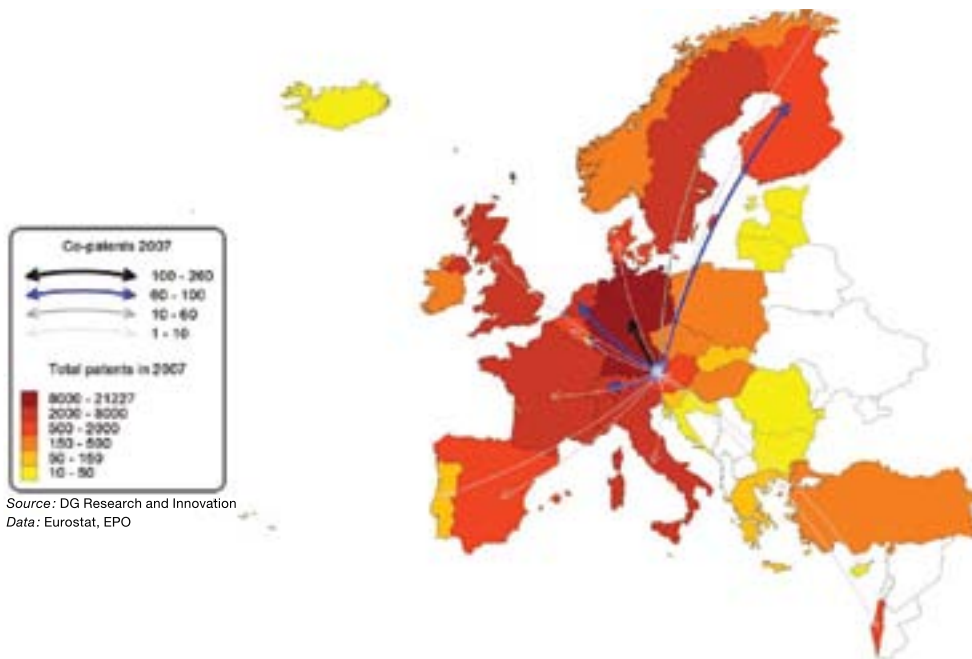 Co-patents 2007
100 - 260
60 - 100
10 - 60
1 - 10
Total patents in 2007
8000 - 21227
2000 - 8000
500 - 2000
150 - 500
50 - 150
10 - 50
Source: DG Research and Innovation
Data: Eurostat, EPO